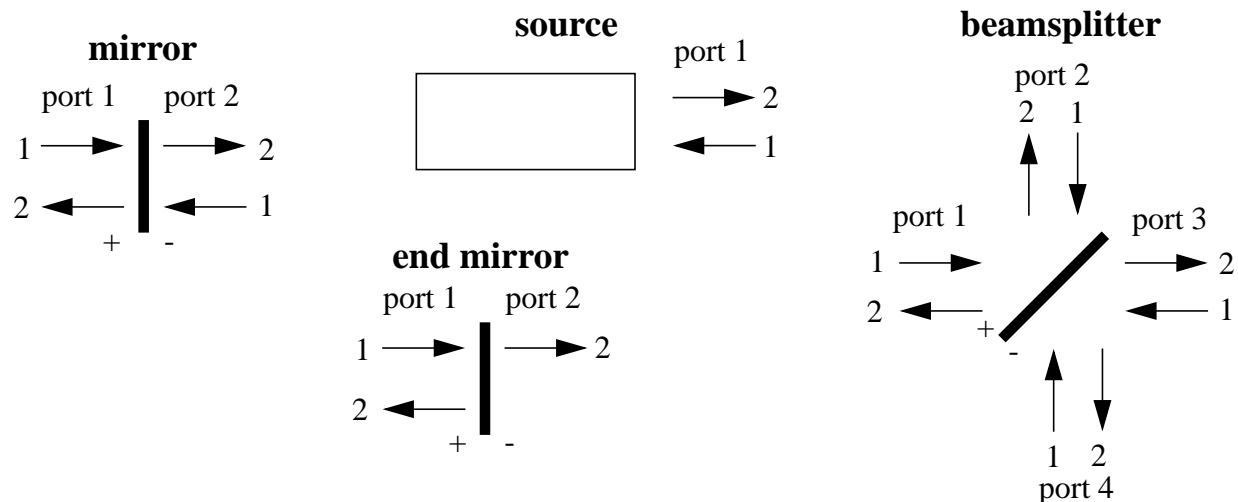 mirror
port 1 port 2
1 2
2 1
+ -
source
port 1
2
1
end mirror
port 1 port 2
1 2
2
+ -
beamsplitter
port 2
2 1
port 1 port 3
1 2
2 1
+
-
1 2
port 4